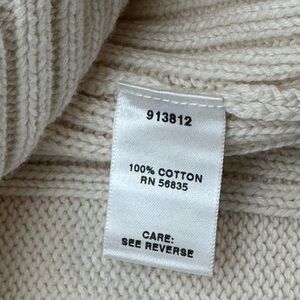 913812
100% COTTON
RN 56835
CARE:
SEE REVERSE